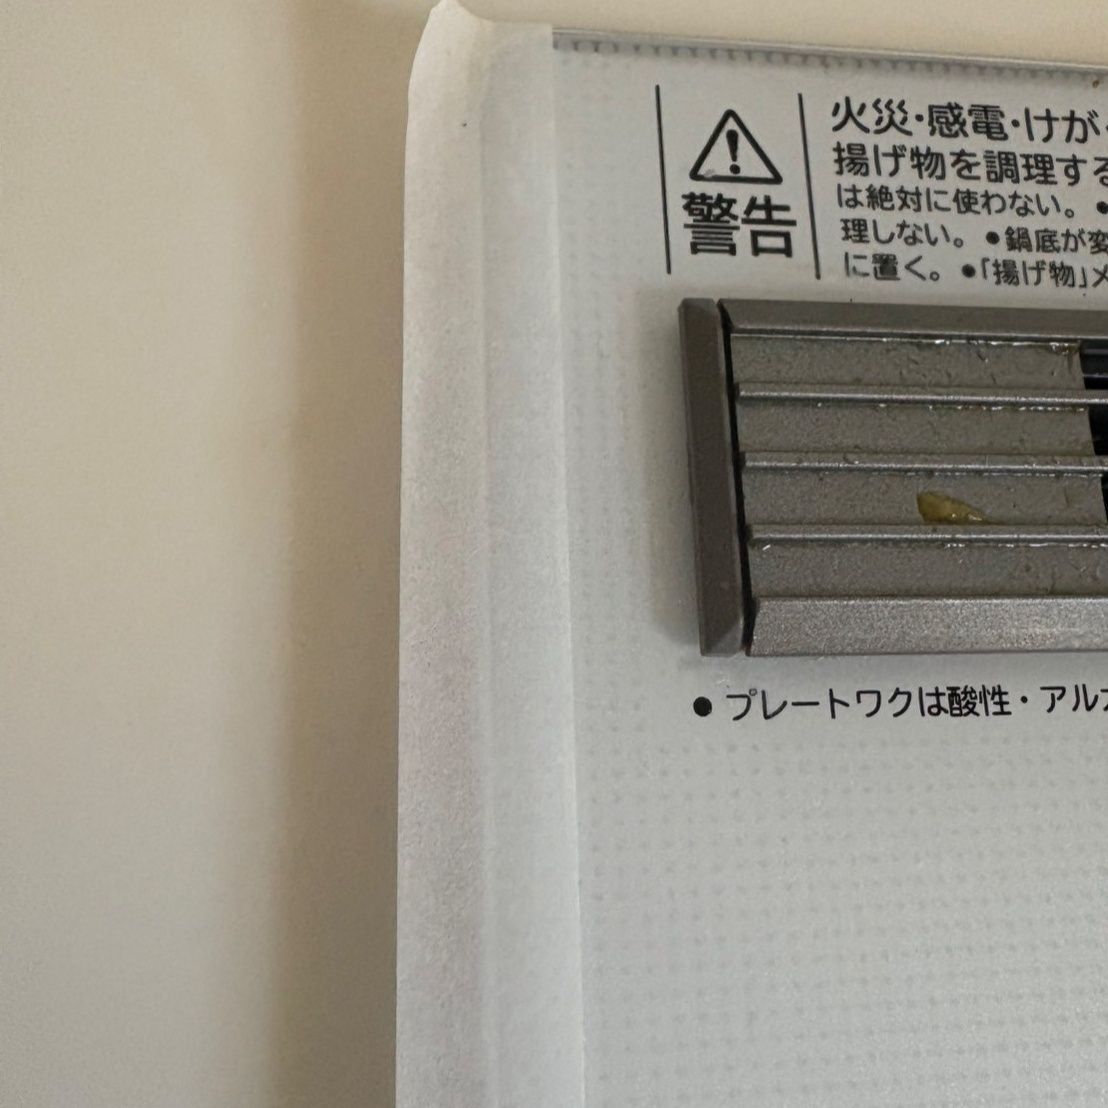 警告
火災・感電・けが
揚げ物を調理する
は絶対に使わない。●
理しない。●鍋底が変
に置く。●「揚げ物」メ
● プレートワクは酸性・アル